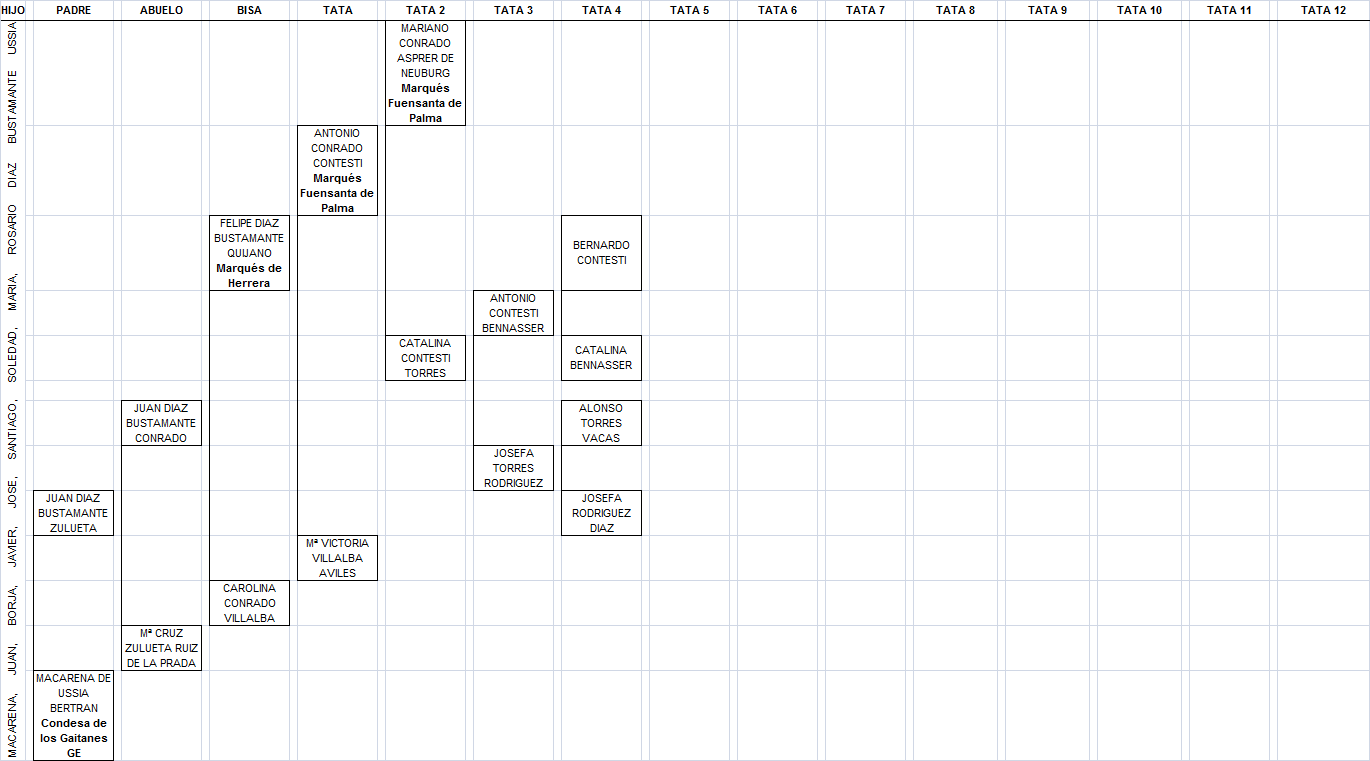 HIJO PADRE ABUELO BISA TATA TATA 2 TATA 3 TATA 4 TATA 5 TATA 6 TATA 7 TATA 8 TATA 9 TATA 10 TATA 11 TATA 12
MACARENA, JUAN, BORJA, JAVIER, JOSE, SANTIAGO, SOLEDAD, MARIA, ROSARIO DIAZ BUSTAMANTE USSIA
MARIANO
CONRADO
ASPRER DE
NEUBURG
Marqués
Fuensanta de
Palma
ANTONIO
CONRADO
CONTESTI
Marqués
Fuensanta de
Palma
FELIPE DIAZ
BUSTAMANTE
QUIJANO
Marqués de
Herrera
BERNARDO
CONTESTI
ANTONIO
CONTESTI
BENNASSER
CATALINA
CONTESTI
TORRES
CATALINA
BENNASSER
JUAN DIAZ
BUSTAMANTE
CONRADO
ALONSO
TORRES
VACAS
JOSEFA
TORRES
RODRIGUEZ
JUAN DIAZ
BUSTAMANTE
ZULUETA
JOSEFA
RODRIGUEZ
DIAZ
Mª VICTORIA
VILLALBA
AVILES
CAROLINA
CONRADO
VILLALBA
Mª CRUZ
ZULUETA RUIZ
DE LA PRADA
MACARENA DE
USSIA
BERTRAN
Condesa de
los Gaitanes
GE